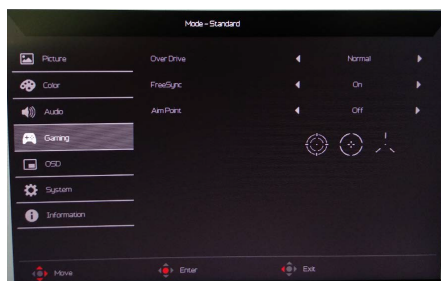 Mode - Standard
Picture
Over Drive
Normal
Color
FreeSync
On
Audio
Aim Point
Off
Gaming
OSD
System
Information
Move
Enter
Exit